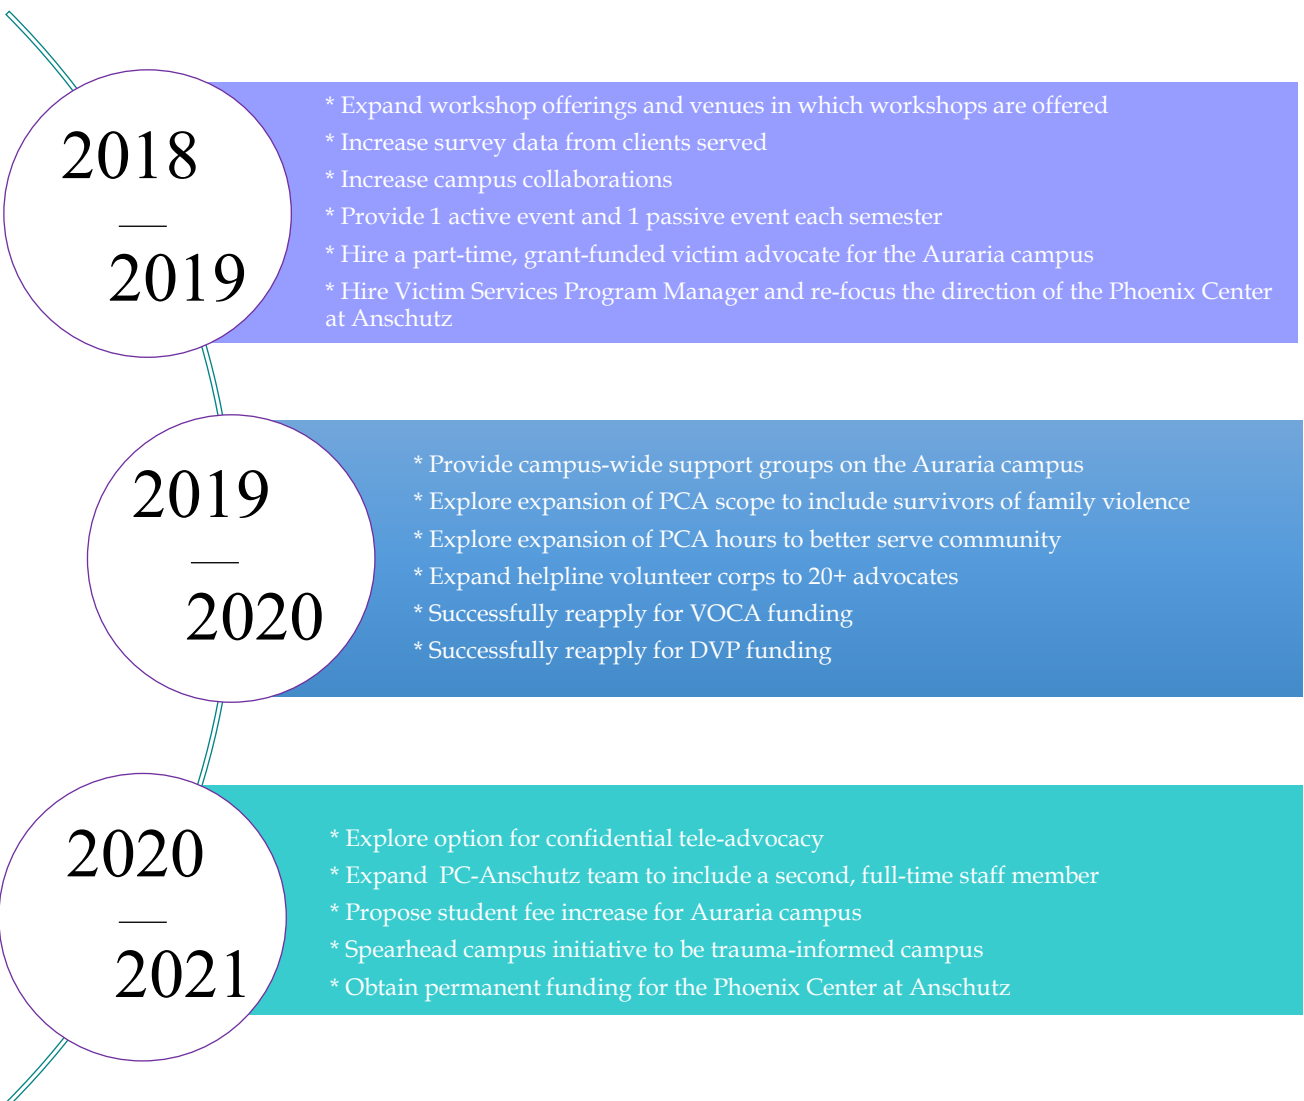 2018
—
2019
* Expand workshop offerings and venues in which workshops are offered
* Increase survey data from clients served
* Increase campus collaborations
* Provide 1 active event and 1 passive event each semester
* Hire a part-time, grant-funded victim advocate for the Auraria campus
* Hire Victim Services Program Manager and re-focus the direction of the Phoenix Center
at Anschutz
2019
—
2020
* Provide campus-wide support groups on the Auraria campus
* Explore expansion of PCA scope to include survivors of family violence
* Explore expansion of PCA hours to better serve community
* Expand helpline volunteer corps to 20+ advocates
* Successfully reapply for VOCA funding
* Successfully reapply for DVP funding
2020
—
2021
* Explore option for confidential tele-advocacy
* Expand  PC-Anschutz team to include a second, full-time staff member
* Propose student fee increase for Auraria campus
* Spearhead campus initiative to be trauma-informed campus
* Obtain permanent funding for the Phoenix Center at Anschutz